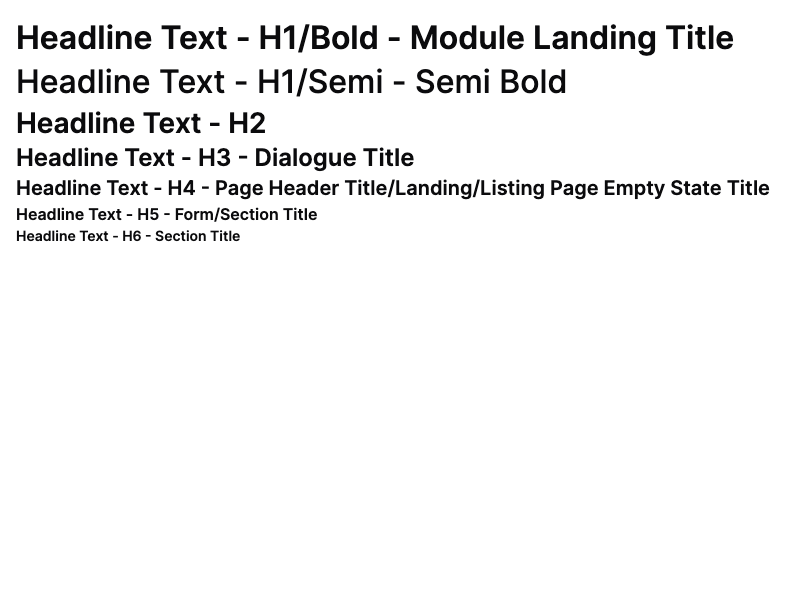 Headline Text - H1/Bold - Module Landing Title
Headline Text - H1/Semi - Semi Bold
Headline Text - H2
Headline Text - H3 - Dialogue Title
Headline Text - H4 - Page Header Title/Landing/Listing Page Empty State Title
Headline Text - H5 - Form/Section Title
Headline Text - H6 - Section Title